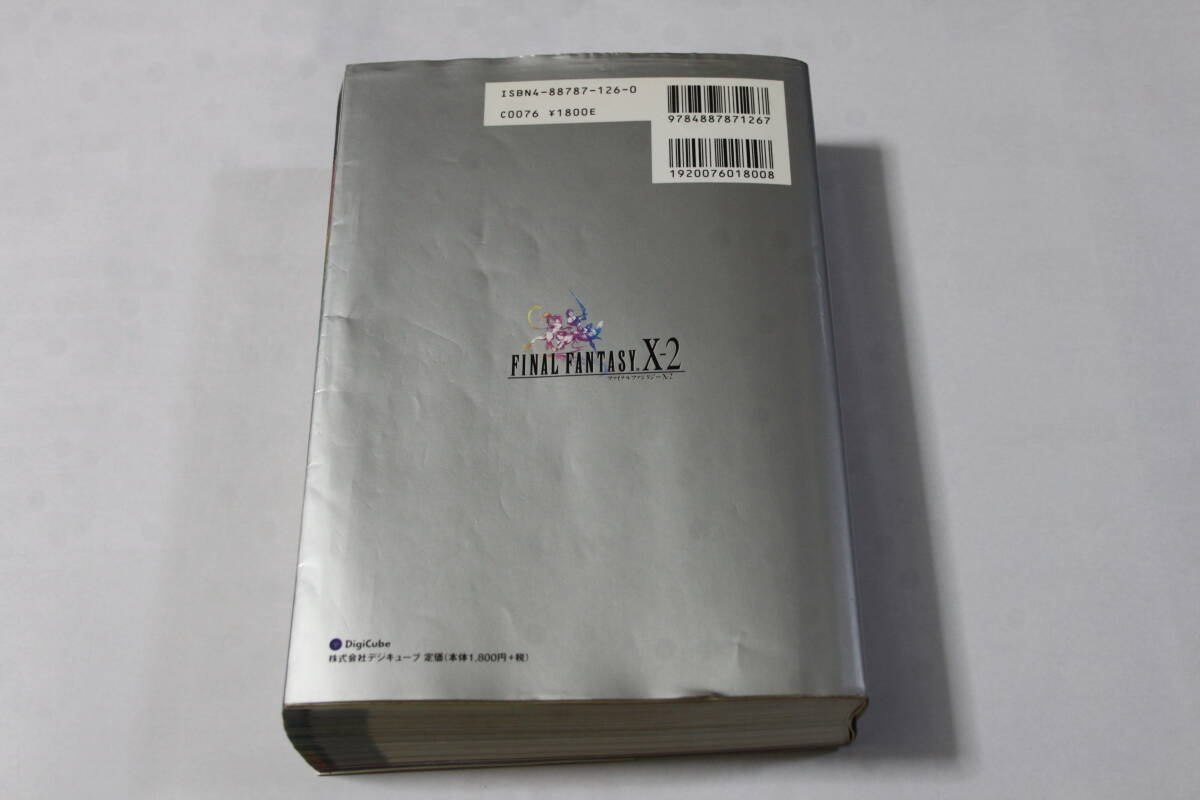 ISBN4-88787-126-0
C0076 ¥1800E
9784887871267
1920076018008
FINAL FANTASY X-2
ファイナルファンタジーX-2
DigiCube
株式会社デジキューブ 定価(本体1,800円+税)